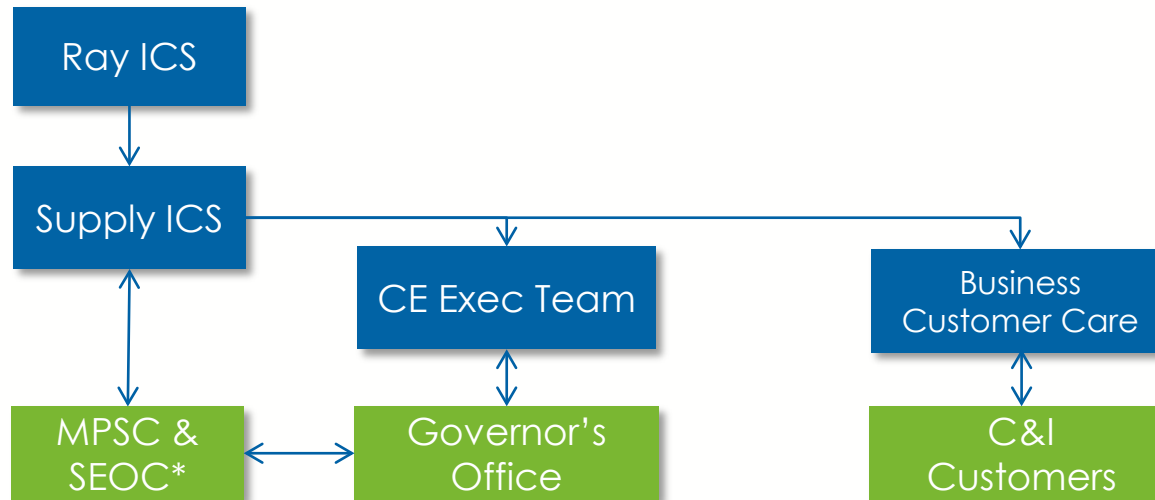 Ray ICS
Supply ICS
CE Exec Team
Business
Customer Care
MPSC &
SEOC*
Governor’s
Office
C&I
Customers